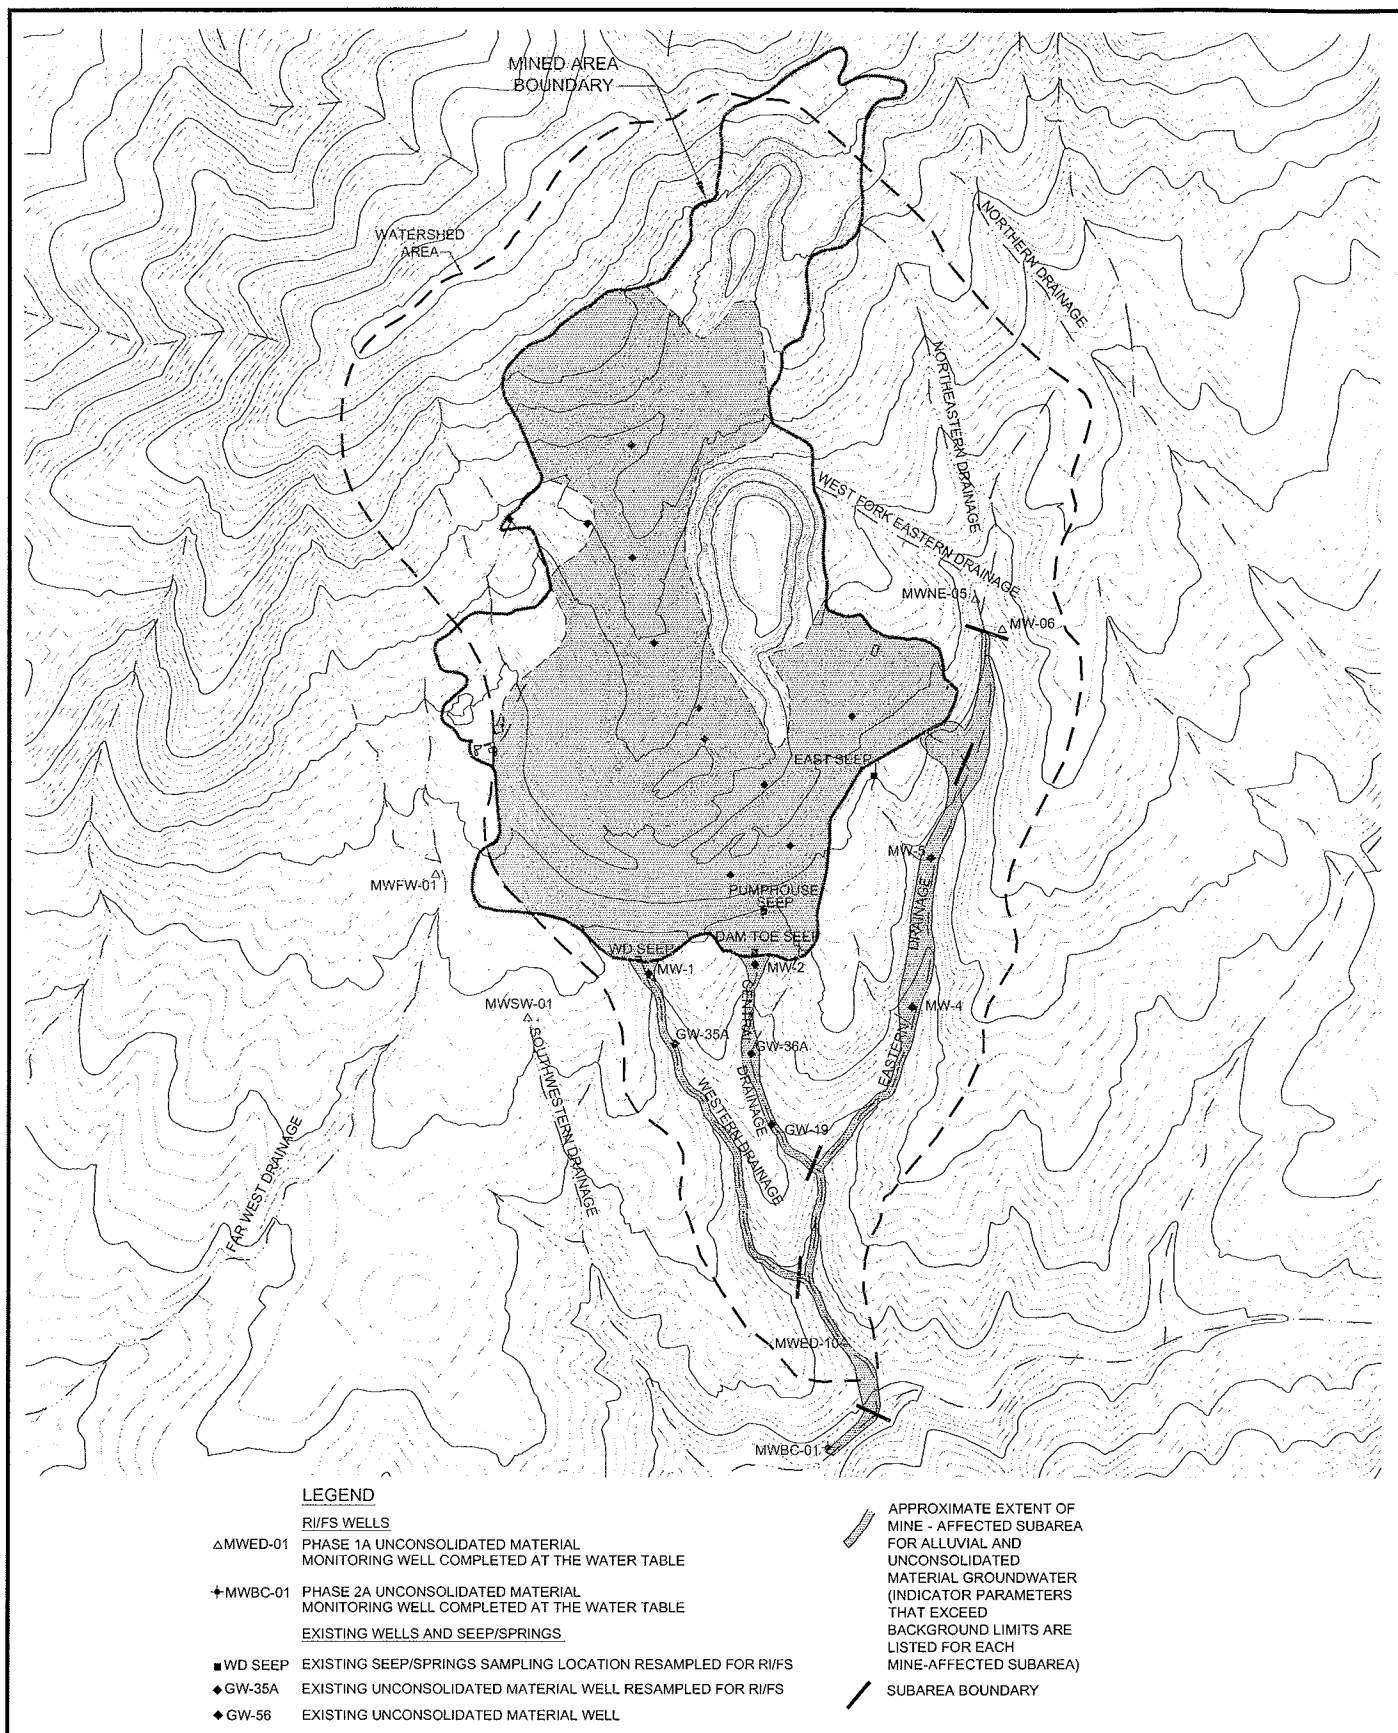 MINED AREA
BOUNDARY
WATERSHED
AREA
NORTHERN DRAINAGE
NORTHEASTERN DRAINAGE
WEST FORK EASTERN DRAINAGE
MWNE-05
MW-06
EAST SEEP
MW-5
MWFW-01
PUMPHOUSE
SEEP
WD SEEP
DAM TOE SEEP
MW-1
MW-2
MWSW-01
MW-4
GW-35A
GW-36A
CENTRAL DRAINAGE
EASTERN DRAINAGE
SOUTHWESTERN DRAINAGE
WESTERN DRAINAGE
GW-19
FAR WEST DRAINAGE
MWED-10
MWBC-01
LEGEND
RI/FS WELLS
MWED-01 PHASE 1A UNCONSOLIDATED MATERIAL
MONITORING WELL COMPLETED AT THE WATER TABLE
MWBC-01 PHASE 2A UNCONSOLIDATED MATERIAL
MONITORING WELL COMPLETED AT THE WATER TABLE
EXISTING WELLS AND SEEP/SPRINGS
WD SEEP EXISTING SEEP/SPRINGS SAMPLING LOCATION RESAMPLED FOR RI/FS
GW-35A EXISTING UNCONSOLIDATED MATERIAL WELL RESAMPLED FOR RI/FS
GW-56 EXISTING UNCONSOLIDATED MATERIAL WELL
APPROXIMATE EXTENT OF
MINE - AFFECTED SUBAREA
FOR ALLUVIAL AND
UNCONSOLIDATED
MATERIAL GROUNDWATER
(INDICATOR PARAMETERS
THAT EXCEED
BACKGROUND LIMITS ARE
LISTED FOR EACH
MINE-AFFECTED SUBAREA)
SUBAREA BOUNDARY